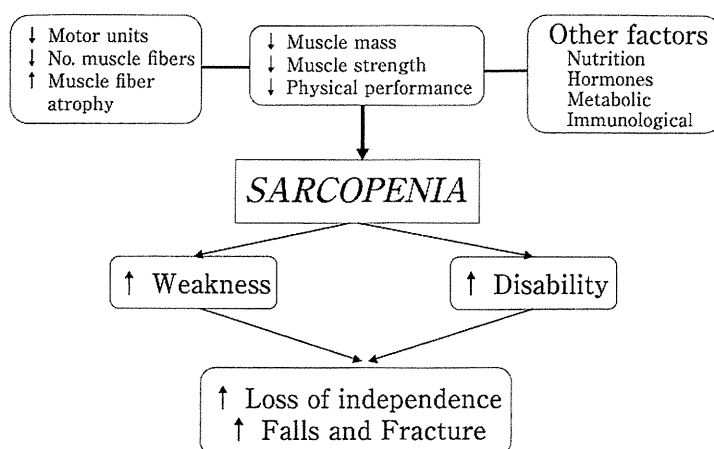 ↓ Motor units
↓ No. muscle fibers
↑ Muscle fiber
atrophy
↓ Muscle mass
↓ Muscle strength
↓ Physical performance
Other factors
Nutrition
Hormones
Metabolic
Immunological
SARCOPENIA
↑ Weakness
↑ Disability
↑ Loss of independence
↑ Falls and Fracture